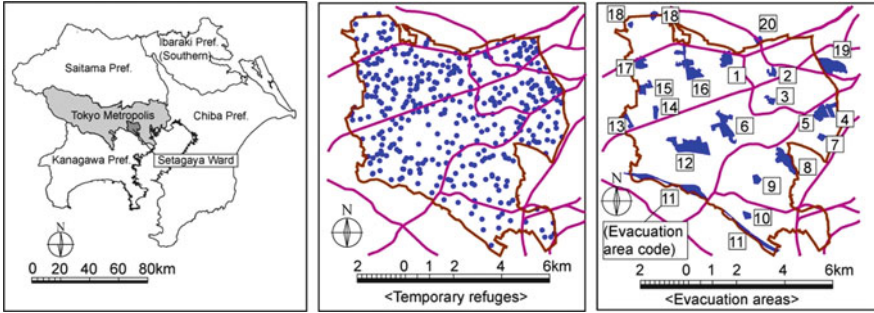 Ibaraki Pref.
(Southern)
Saitama Pref.
Tokyo Metropolis
Chiba Pref.
Kanagawa Pref.
Setagaya Ward
N
0 20 40 60 80km
N
2 0 2 4 6km
<Temporary refuges>
18 18 20
17 1 2 19
15 16
14 3
13 6 5 4
12 7
8
11 9
N
10
(Evacuation
area code)
11
2 0 2 4 6km
<Evacuation areas>